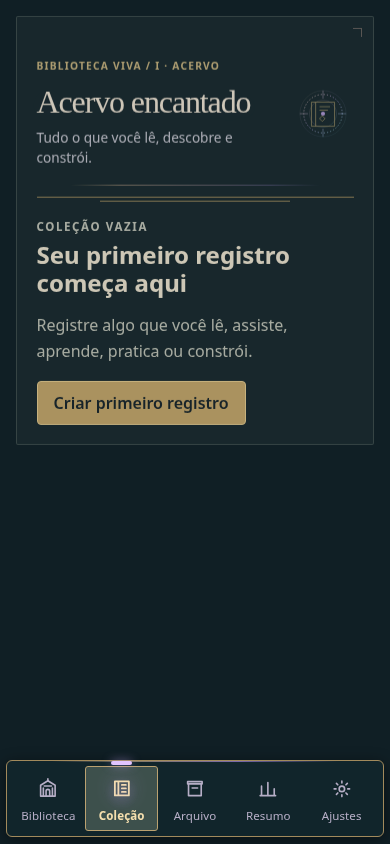 BIBLIOTECA VIVA / I · ACERVO
Acervo encantado
Tudo o que você lê, descobre e
constrói.
COLEÇÃO VAZIA
Seu primeiro registro
começa aqui
Registre algo que você lê, assiste,
aprende, pratica ou constrói.
Criar primeiro registro
Biblioteca
Coleção
Arquivo
Resumo
Ajustes